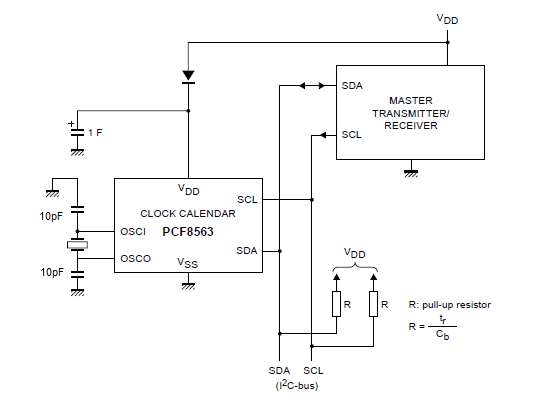 VDD
SDA
MASTER
TRANSMITTER/
RECEIVER
SCL
+
1 F
VDD
SCL
CLOCK CALENDAR
10pF
OSCI
PCF8563
SDA
OSCO
VSS
10pF
VDD
R
R
R: pull-up resistor
R = tr
Cb
SDA SCL
(I²C-bus)